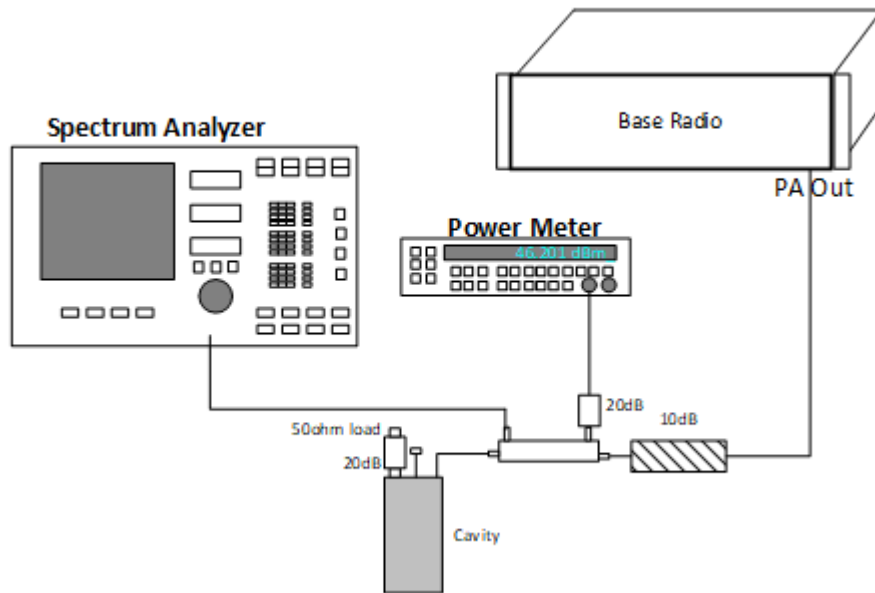 Base Radio
Spectrum Analyzer
PA Out
Power Meter
46.201 dBm
20dB
10dB
50ohm load
20dB
Cavity